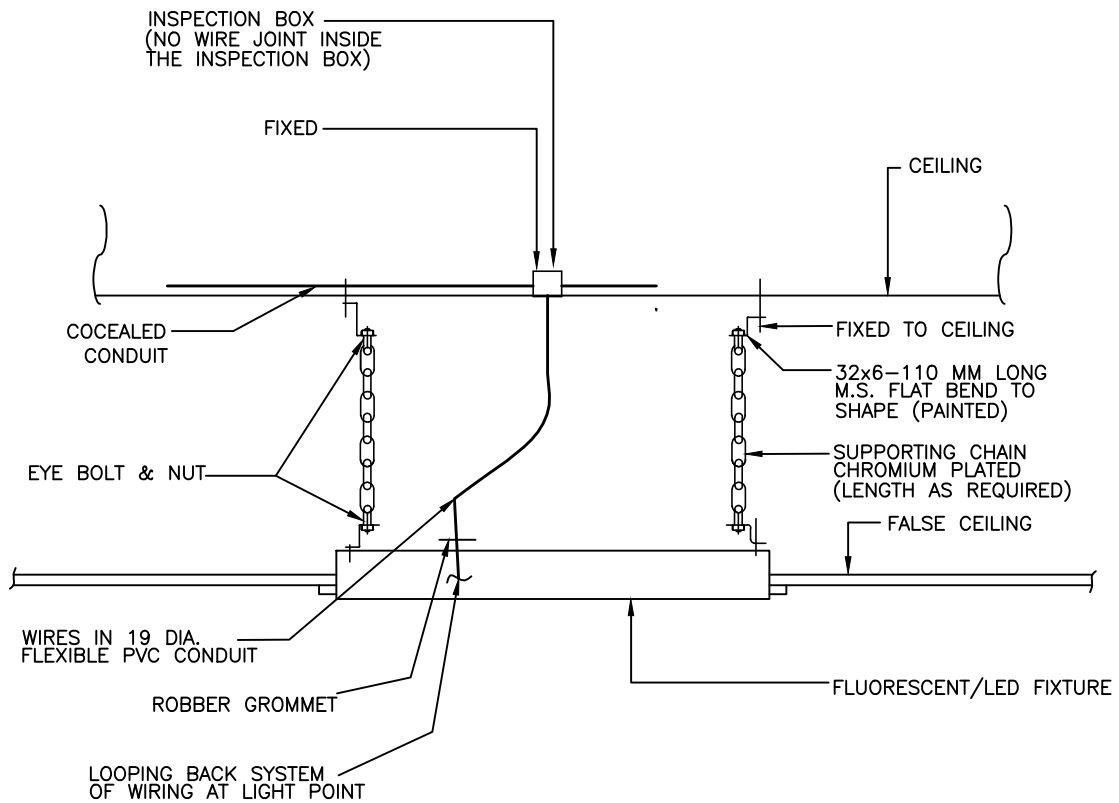 INSPECTION BOX
(NO WIRE JOINT INSIDE
THE INSPECTION BOX)
FIXED
CEILING
COCEALED
CONDUIT
FIXED TO CEILING
32x6-110 MM LONG
M.S. FLAT BEND TO
SHAPE (PAINTED)
EYE BOLT & NUT
SUPPORTING CHAIN
CHROMIUM PLATED
(LENGTH AS REQUIRED)
FALSE CEILING
WIRES IN 19 DIA.
FLEXIBLE PVC CONDUIT
ROBBER GROMMET
FLUORESCENT/LED FIXTURE
LOOPING BACK SYSTEM
OF WIRING AT LIGHT POINT